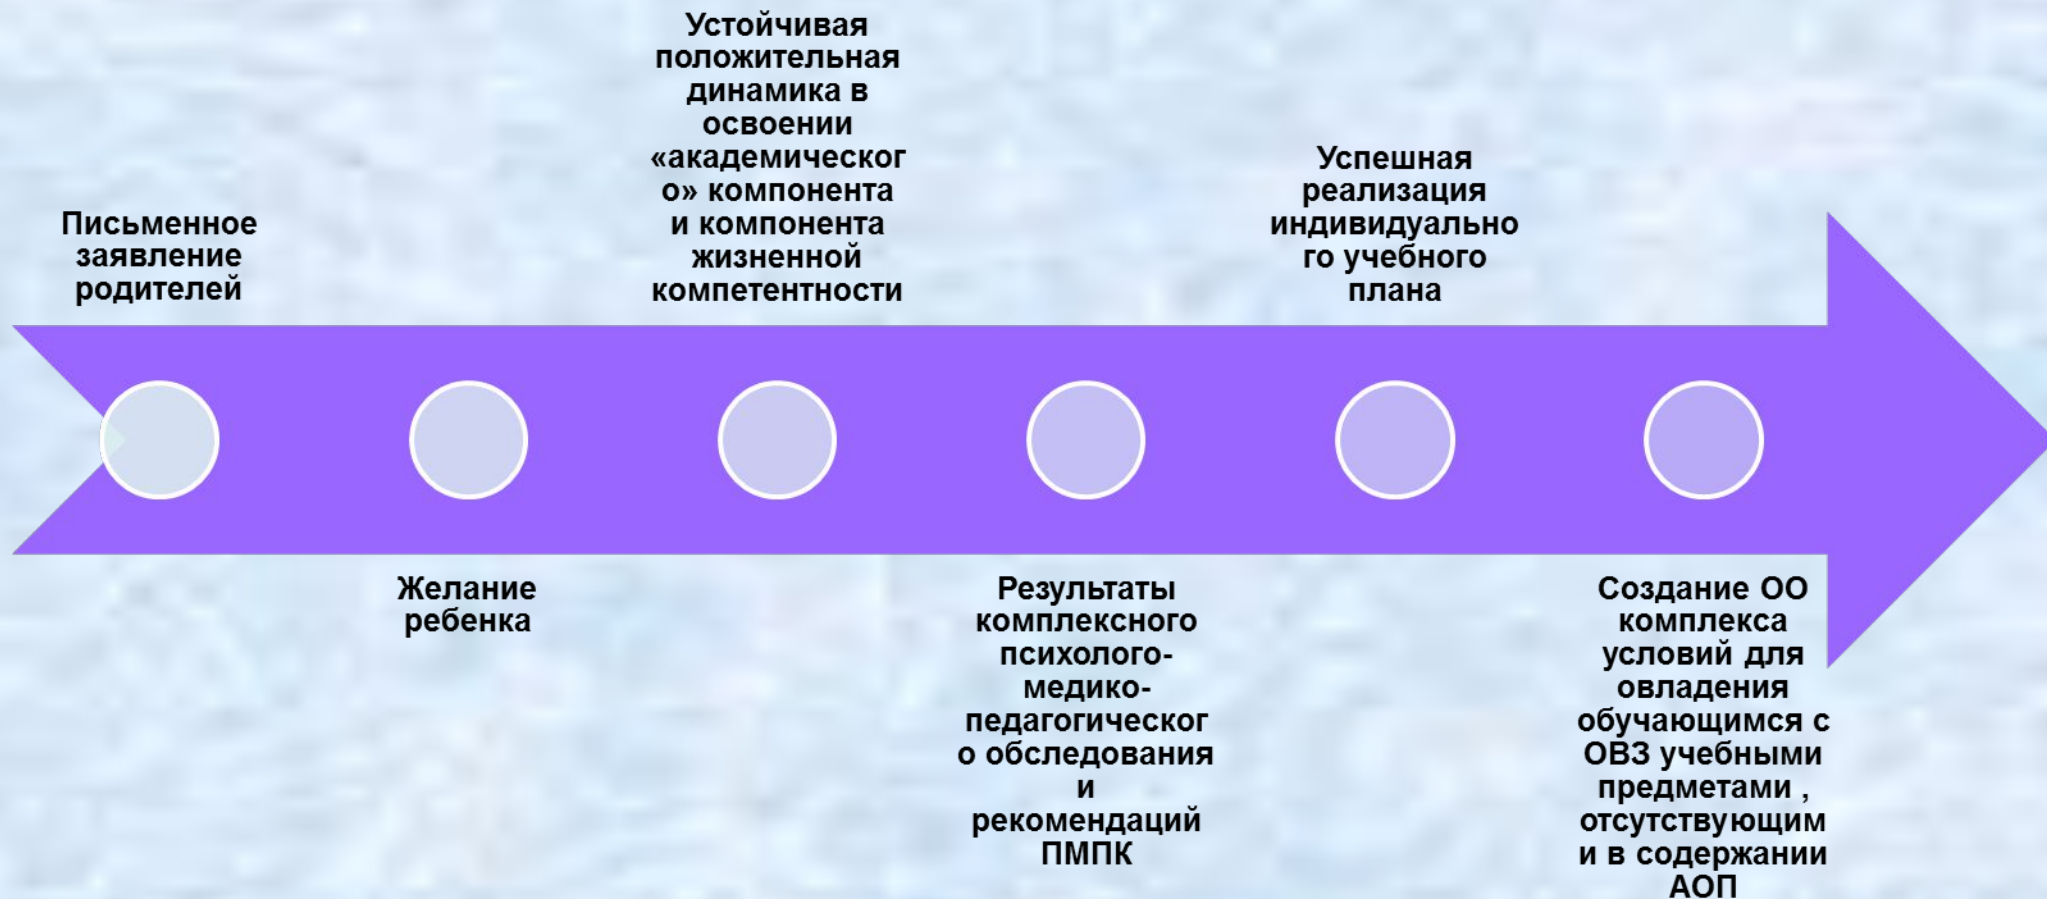 Письменное
заявление
родителей
Желание
ребенка
Устойчивая
положительная
динамика в
освоении
«академическог
о» компонента
и компонента
жизненной
компетентности
Результаты
комплексного
психолого-
медико-
педагогическог
о обследования
и
рекомендаций
ПМПК
Успешная
реализация
индивидуально
го учебного
плана
Создание ОО
комплекса
условий для
овладения
обучающимся с
ОВЗ учебными
предметами ,
отсутствующим
и в содержании
АОП